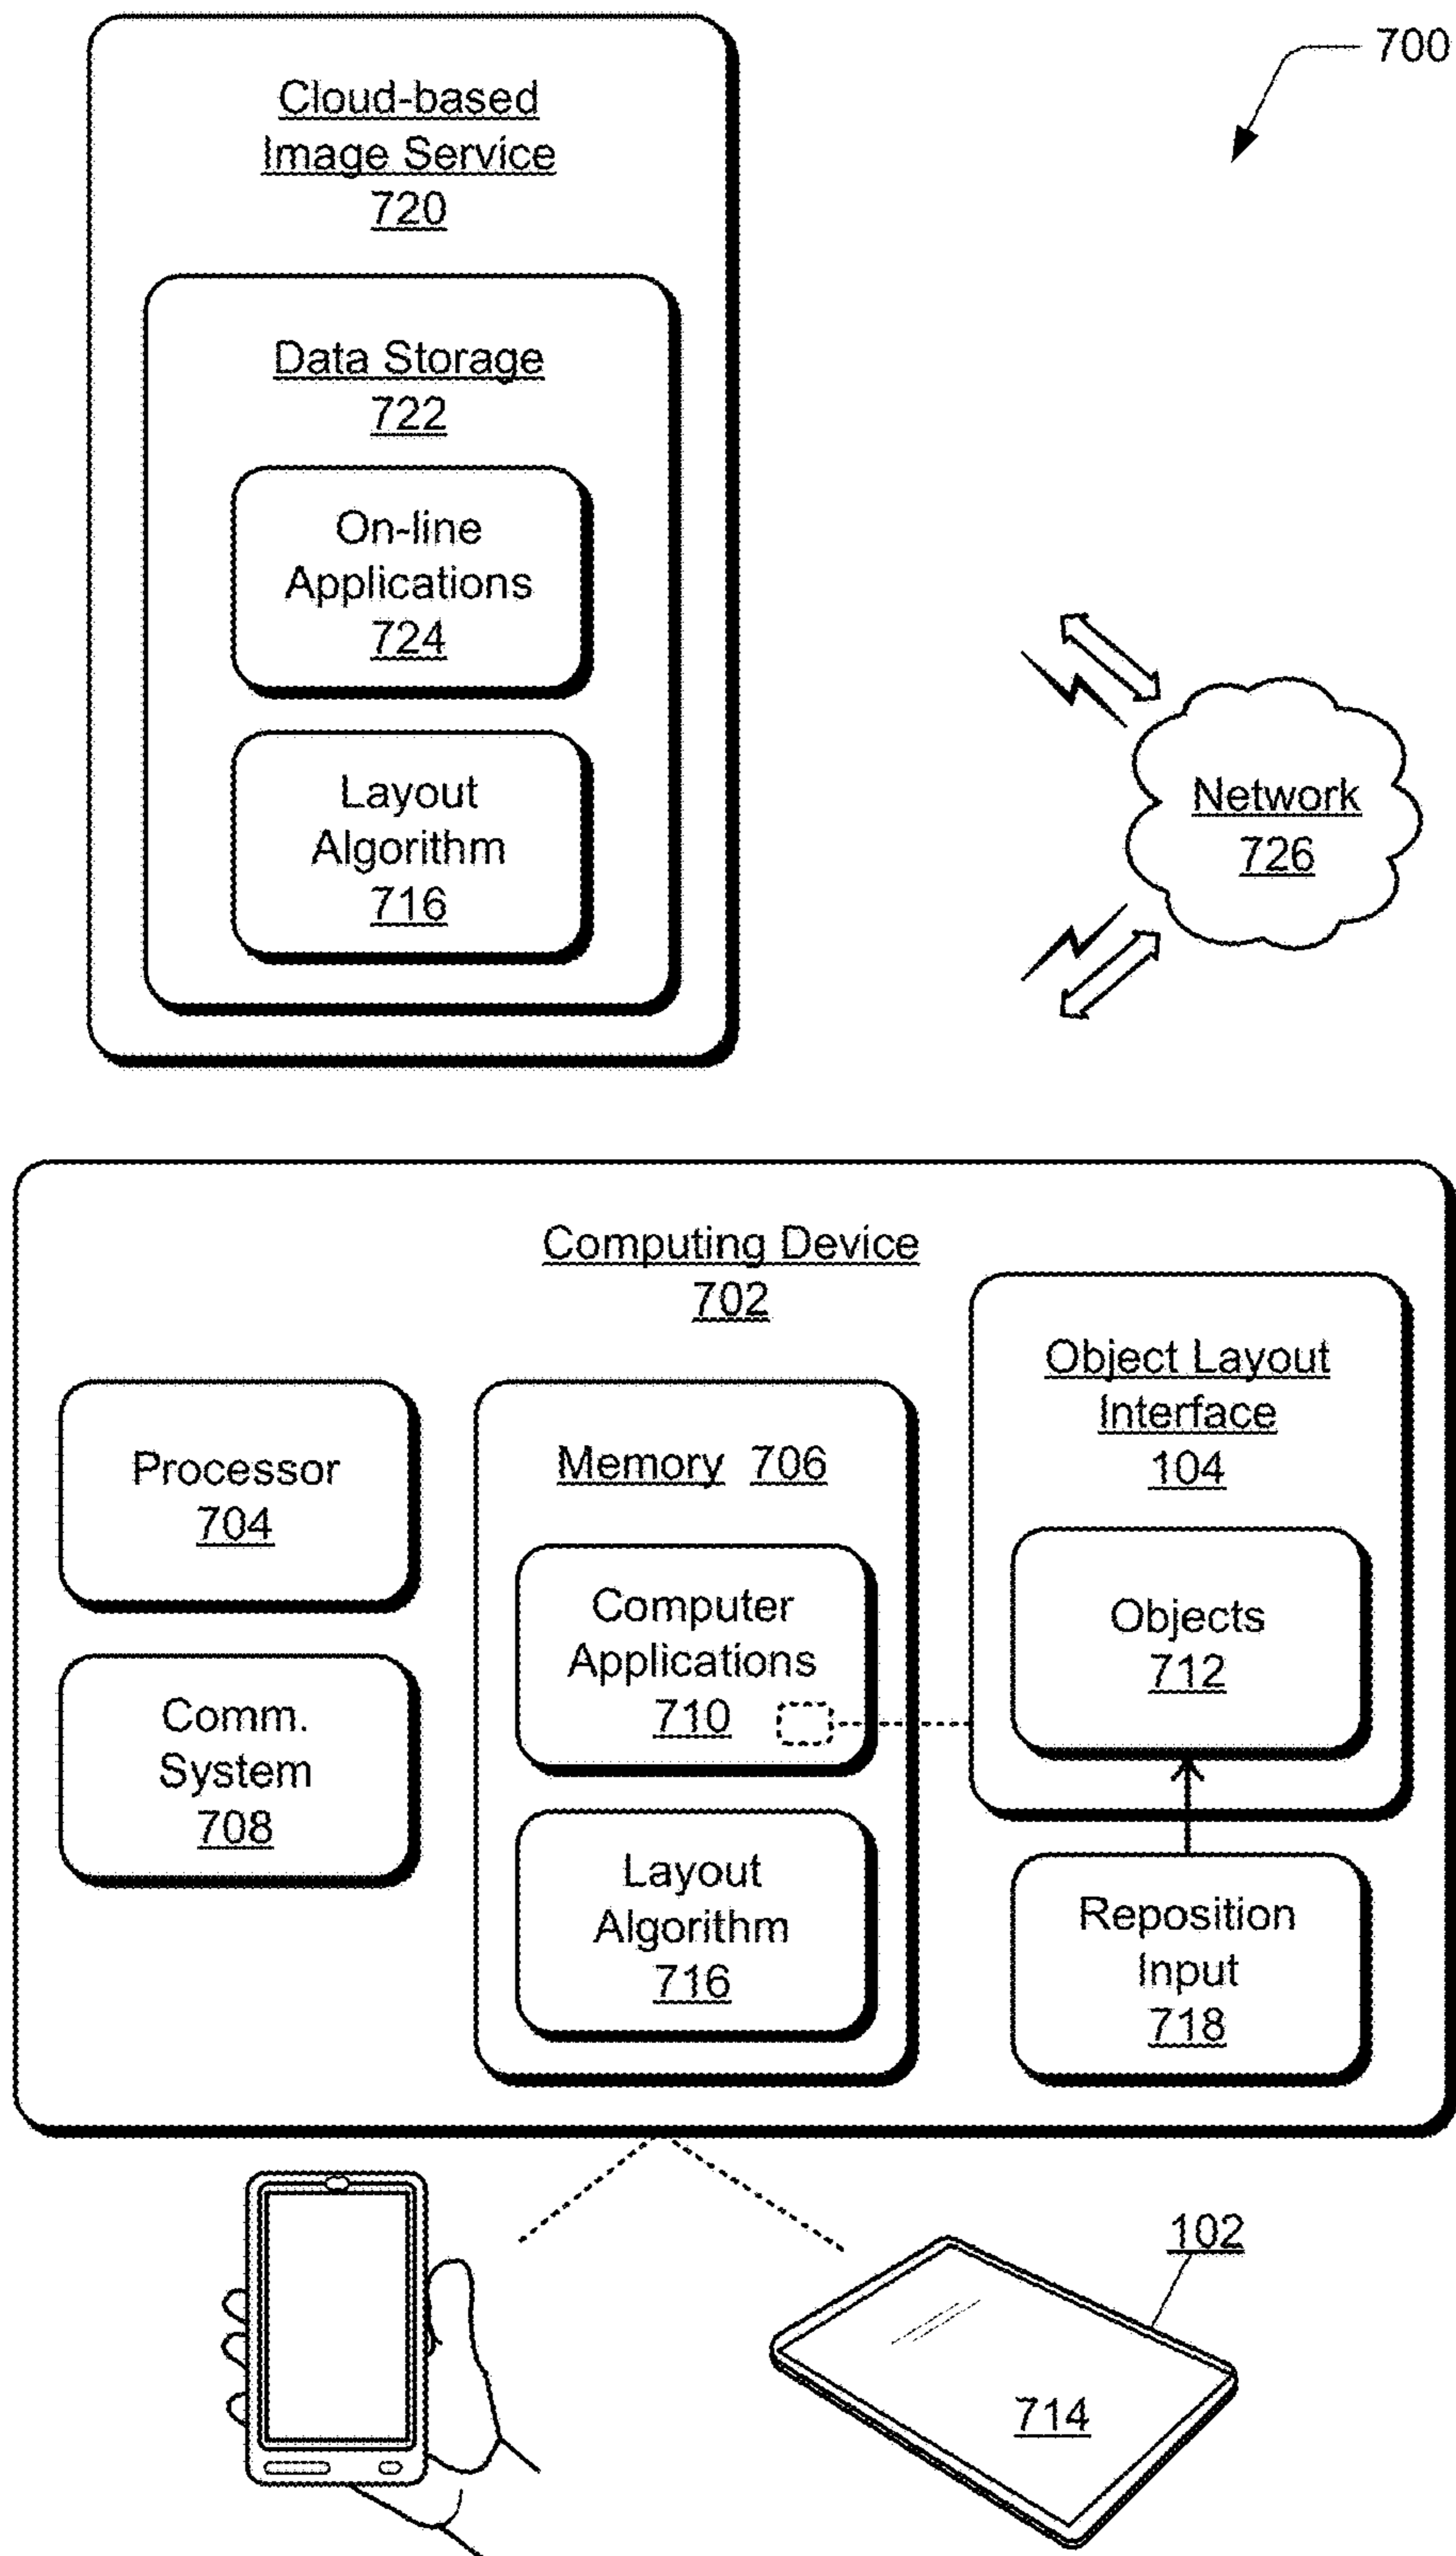 700
Cloud-based
Image Service
720
Data Storage
722
On-line
Applications
724
Layout
Algorithm
716
Network
726
Computing Device
702
Processor
704
Comm.
System
708
Memory 706
Computer
Applications
710
Layout
Algorithm
716
Object Layout
Interface
104
Objects
712
Reposition
Input
718
102
714